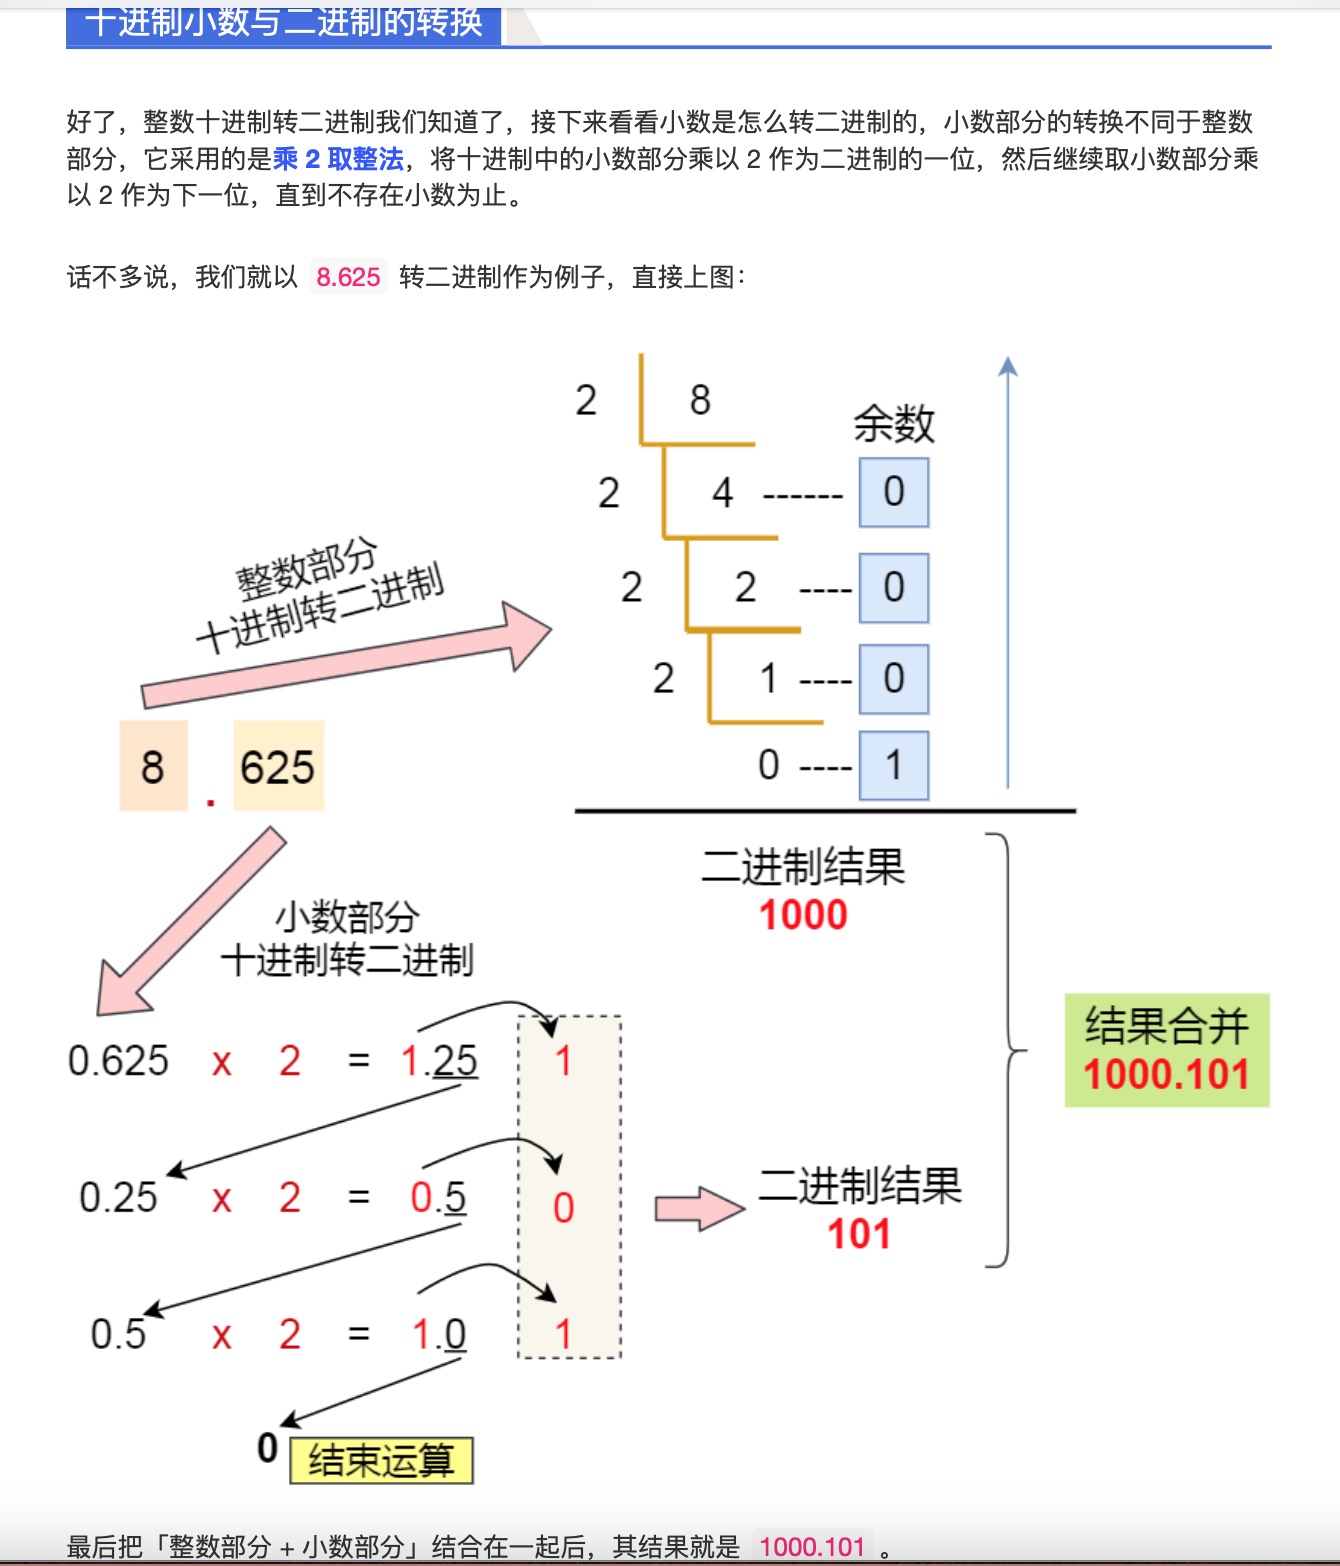 十进制小数与二进制的转换
好了，整数十进制转二进制我们知道了，接下来看看小数是怎么转二进制的，小数部分的转换不同于整数
部分，它采用的是乘 2 取整法，将十进制中的小数部分乘以 2 作为二进制的一位，然后继续取小数部分乘
以 2 作为下一位，直到不存在小数为止。
话不多说，我们就以 8.625 转二进制作为例子，直接上图：
2 8
余数
2 4 ------ 0
2 2 ---- 0
2 1 ---- 0
0 ---- 1
整数部分
十进制转二进制
8 . 625
二进制结果
1000
小数部分
十进制转二进制
0.625 x 2 = 1.25 1
0.25 x 2 = 0.5 0
0.5 x 2 = 1.0 1
0 结束运算
二进制结果
101
结果合并
1000.101
最后把「整数部分 + 小数部分」结合在一起后，其结果就是 1000.101 。